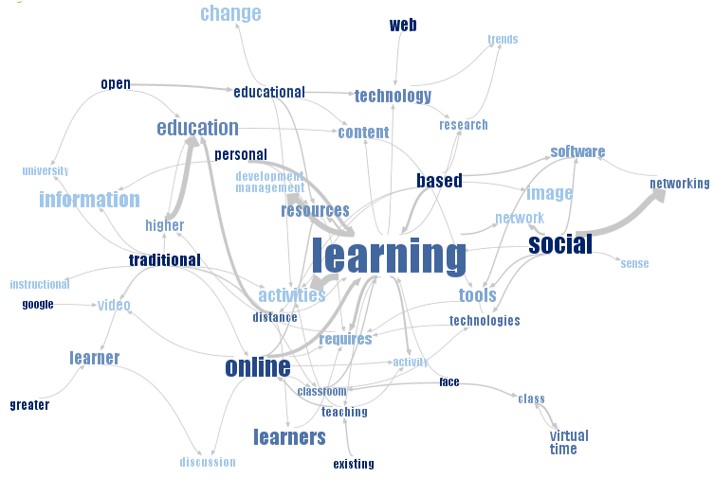 change
web
trends
open
educational
technology
education
content
research
personal
software
university
development
management
based
networking
information
image
resources
higher
network
learning
social
traditional
sense
instructional
activities
tools
google
video
distance
technologies
requires
learner
online
activity
classroom
face
class
greater
teaching
learners
virtual
time
discussion
existing